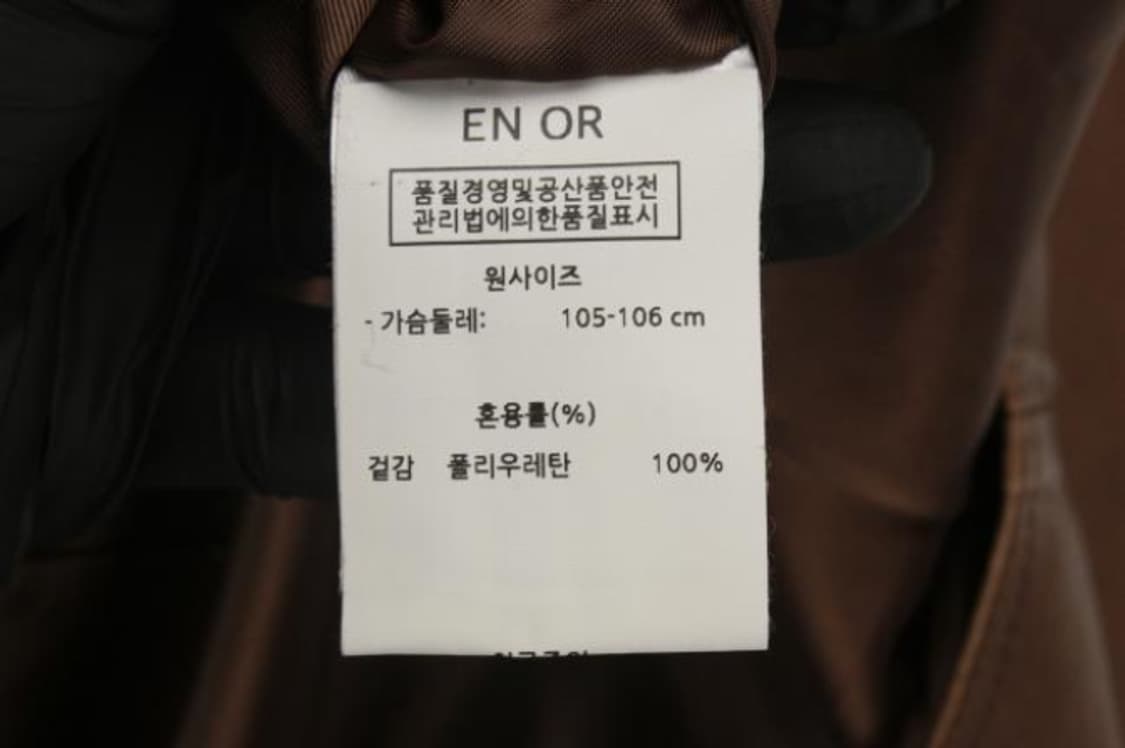 EN OR
품질경영및공산품안전
관리법에의한품질표시
원사이즈
- 가슴둘레: 105-106 cm
혼용률(%)
겉감 폴리우레탄 100%